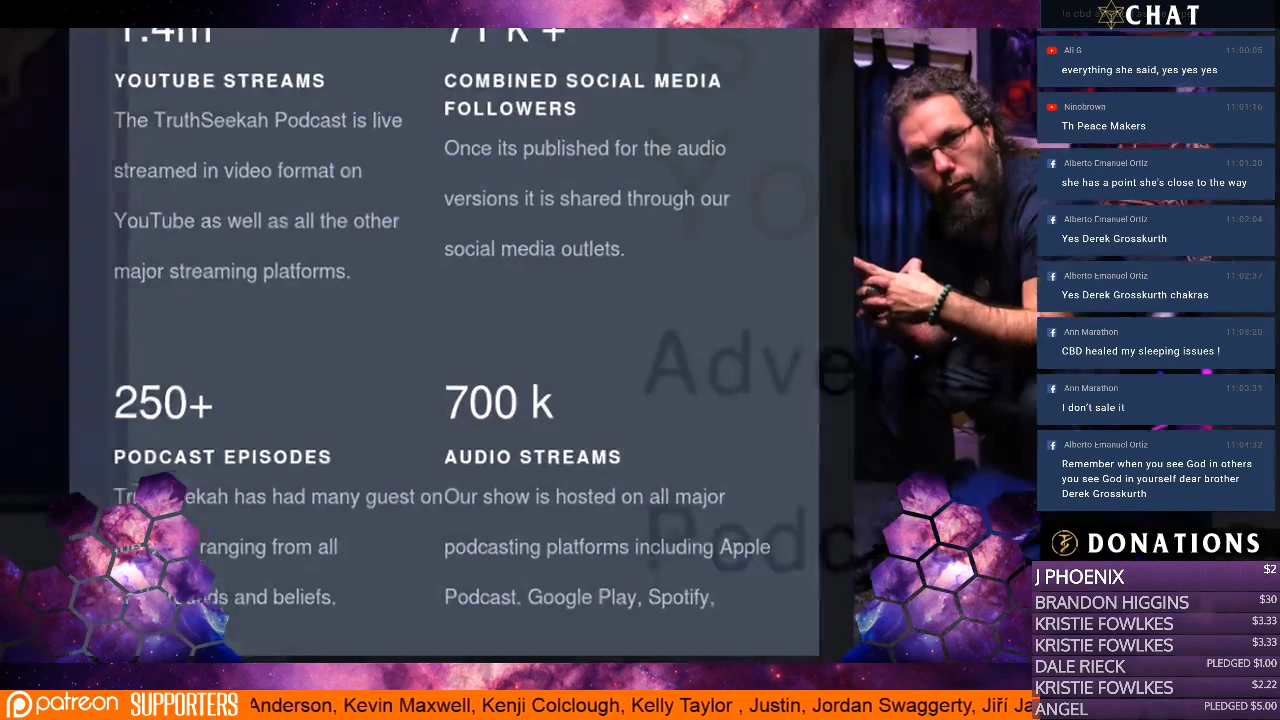 1.4m
YOUTUBE STREAMS
The TruthSeekah Podcast is live
streamed in video format on
YouTube as well as all the other
major streaming platforms.
71 k +
COMBINED SOCIAL MEDIA
FOLLOWERS
Once its published for the audio
versions it is shared through our
social media outlets.
250+
PODCAST EPISODES
ekah has had many guest on
ranging from all
and beliefs.
700 k
AUDIO STREAMS
Our show is hosted on all major
podcasting platforms including Apple
Podcast. Google Play, Spotify,
Is
You
Adve
Podc
CHAT
Is cbd
Ali G 11:00:05
everything she said, yes yes yes
Ninobrown 11:01:16
Th Peace Makers
Alberto Emanuel Ortiz 11:01:30
she has a point she's close to the way
Alberto Emanuel Ortiz 11:02:04
Yes Derek Grosskurth
Alberto Emanuel Ortiz 11:02:37
Yes Derek Grosskurth chakras
Ann Marathon 11:03:20
CBD healed my sleeping issues !
Ann Marathon 11:03:31
I don't sale it
Alberto Emanuel Ortiz 11:04:32
Remember when you see God in others
you see God in yourself dear brother
Derek Grosskurth
DONATIONS
J PHOENIX $2
BRANDON HIGGINS $30
KRISTIE FOWLKES $3.33
KRISTIE FOWLKES $3.33
DALE RIECK PLEDGED $1.00
KRISTIE FOWLKES $2.22
ANGEL PLEDGED $5.00
patreon SUPPORTERS Anderson, Kevin Maxwell, Kenji Colclough, Kelly Taylor , Justin, Jordan Swaggerty, Jiří Ja